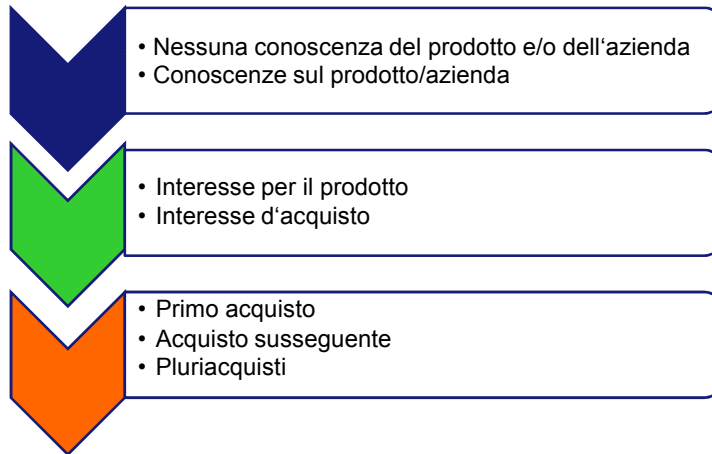 • Nessuna conoscenza del prodotto e/o dell‘azienda
• Conoscenze sul prodotto/azienda
• Interesse per il prodotto
• Interesse d‘acquisto
• Primo acquisto
• Acquisto susseguente
• Pluriacquisti